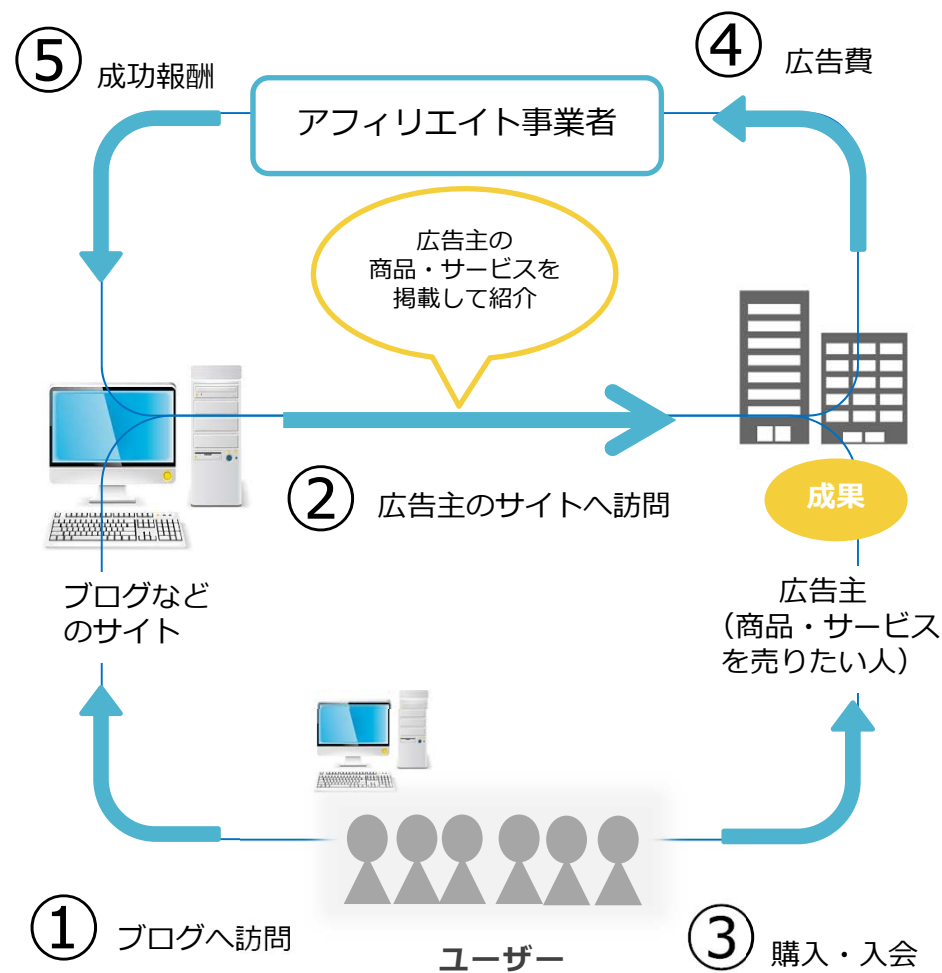 ⑤ 成功報酬
④ 広告費
アフィリエイト事業者
広告主の
商品・サービスを
掲載して紹介
② 広告主のサイトへ訪問
成果
ブログなど
のサイト
広告主
（商品・サービス
を売りたい人）
① ブログへ訪問
ユーザー
③ 購入・入会